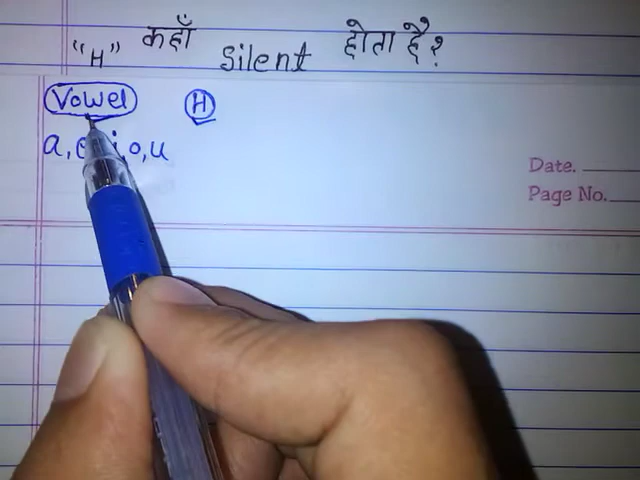 "H" कहाँ Silent होता है?
Vowel H
a, e, i, o, u
Date.
Page No.